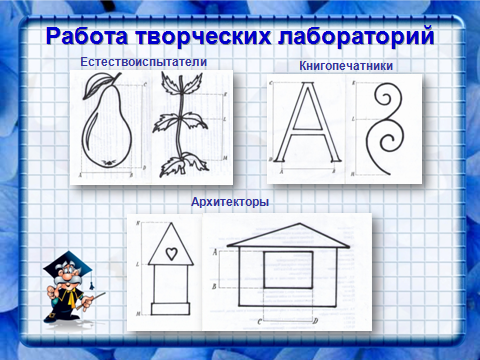 Работа творческих лабораторий
Естествоиспытатели
Книгопечатники
C
D
A B
K
L
M
C
D
A B
K
L
Архитекторы
K
L
M
A
B
C D